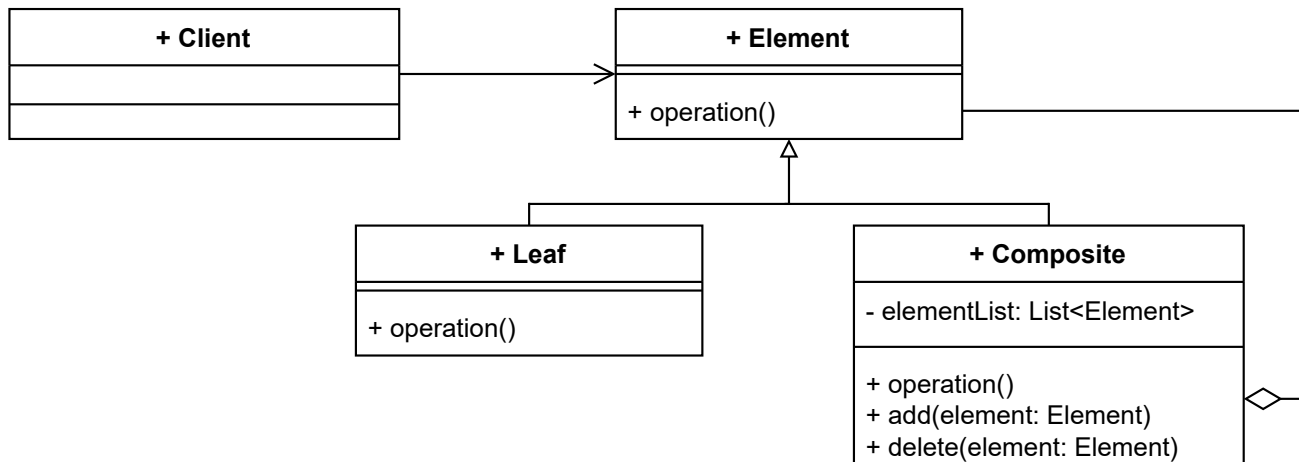 + Client
+ Element
+ operation()
+ Leaf
+ operation()
+ Composite
- elementList: List<Element>
+ operation()
+ add(element: Element)
+ delete(element: Element)